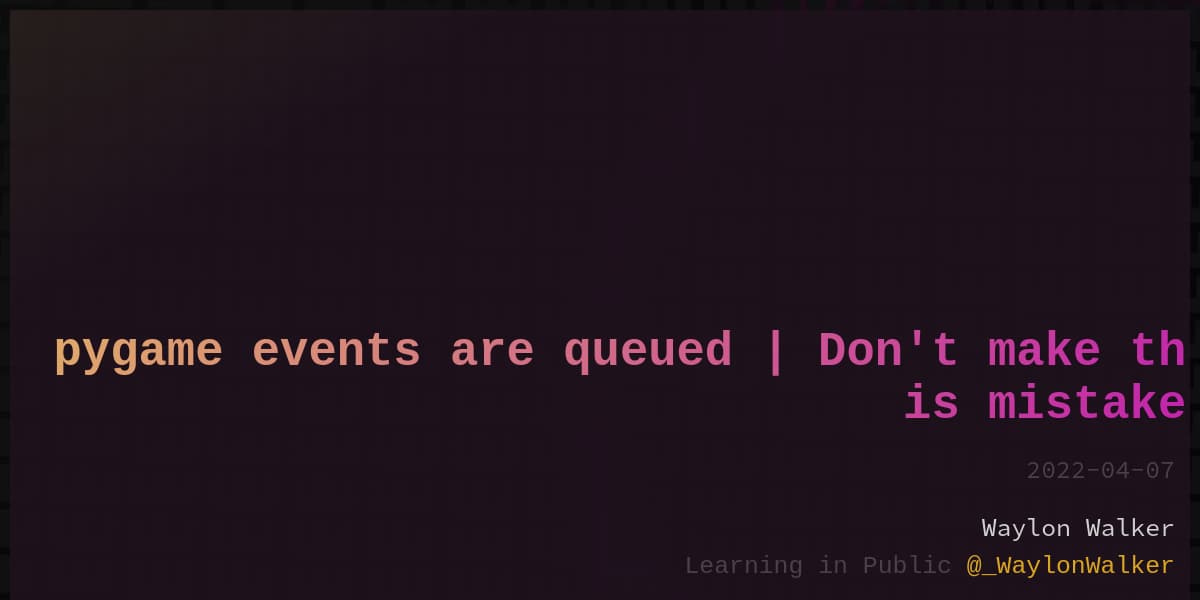 pygame events are queued | Don't make th
is mistake
2022-04-07
Waylon Walker
Learning in Public @_WaylonWalker